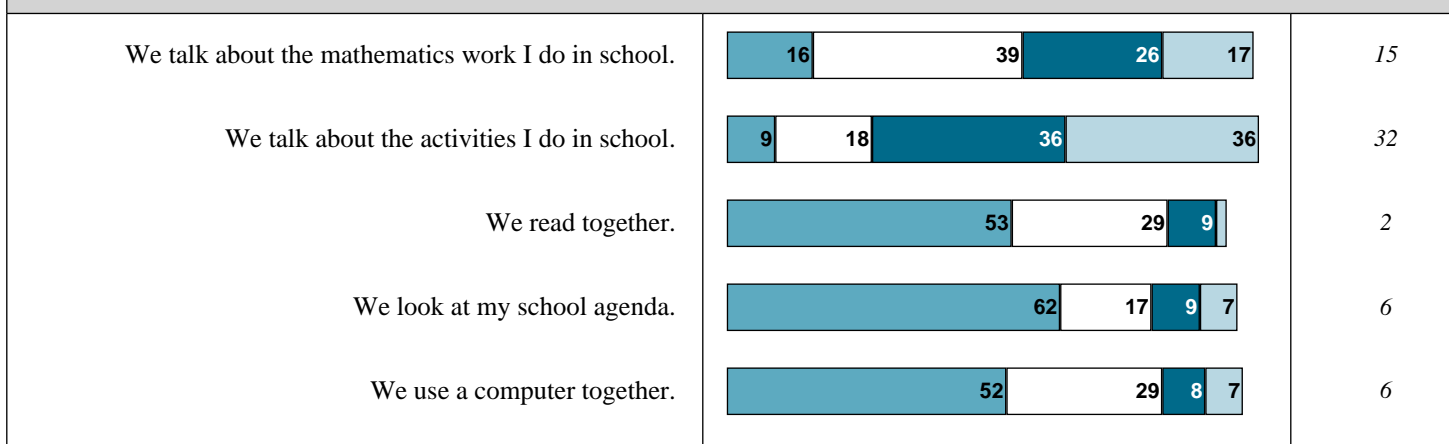 We talk about the mathematics work I do in school. 16 39 26 17 15
We talk about the activities I do in school. 9 18 36 36 32
We read together. 53 29 9 2
We look at my school agenda. 62 17 9 7 6
We use a computer together. 52 29 8 7 6